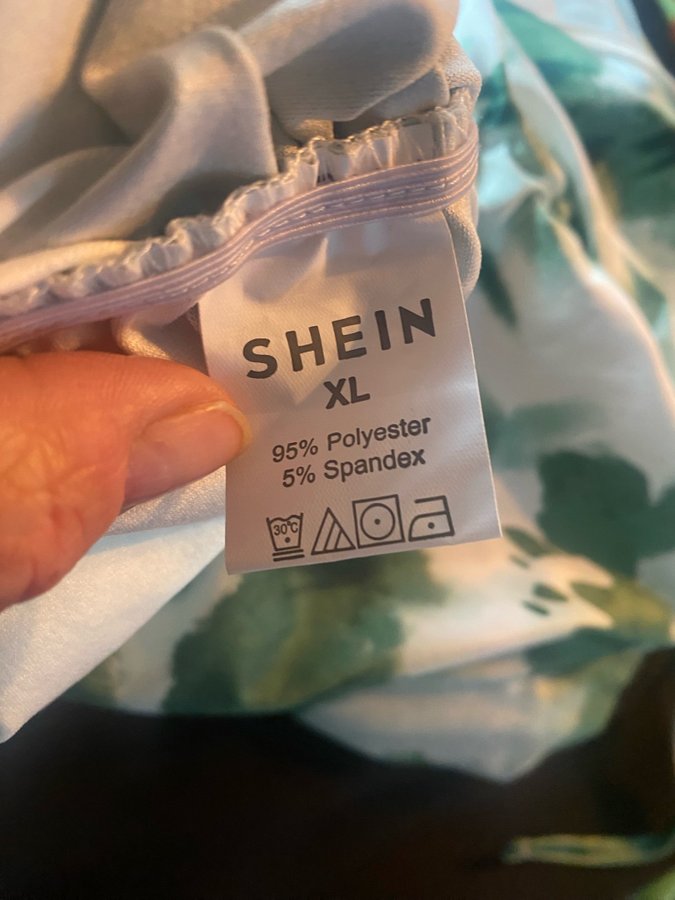 SHEIN
XL
95% Polyester
5% Spandex
30°C